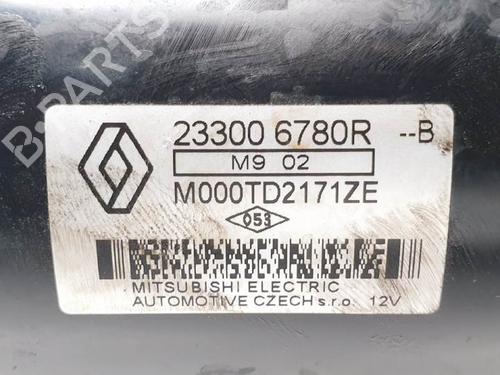 B-PARTS
23300 6780R --B
M9 02
M000TD2171ZE
053
MITSUBISHI ELECTRIC
AUTOMOTIVE CZECH s.r.o. 12V